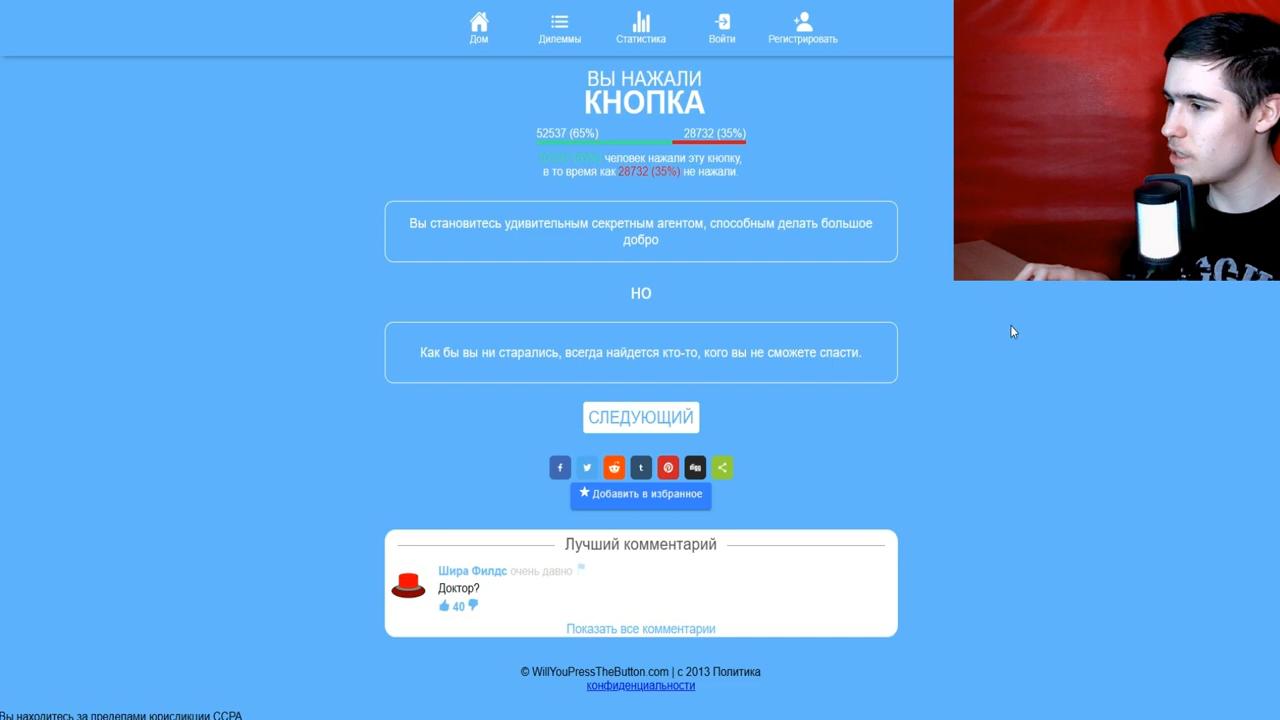 Дом
Дилеммы
Статистика
Войти
Регистрировать
ВЫ НАЖАЛИ
КНОПКА
52537 (65%)
28732 (35%)
52537 (65%) человек нажали эту кнопку,
в то время как 28732 (35%) не нажали.
Вы становитесь удивительным секретным агентом, способным делать большое
добро
НО
Как бы вы ни старались, всегда найдется кто-то, кого вы не сможете спасти.
СЛЕДУЮЩИЙ
digg
Добавить в избранное
Лучший комментарий
Шира Филдс очень давно
Доктор?
40
Показать все комментарии
© WillYouPressTheButton.com | с 2013 Политика
конфиденциальности
Вы находитесь за пределами юрисдикции CCPA